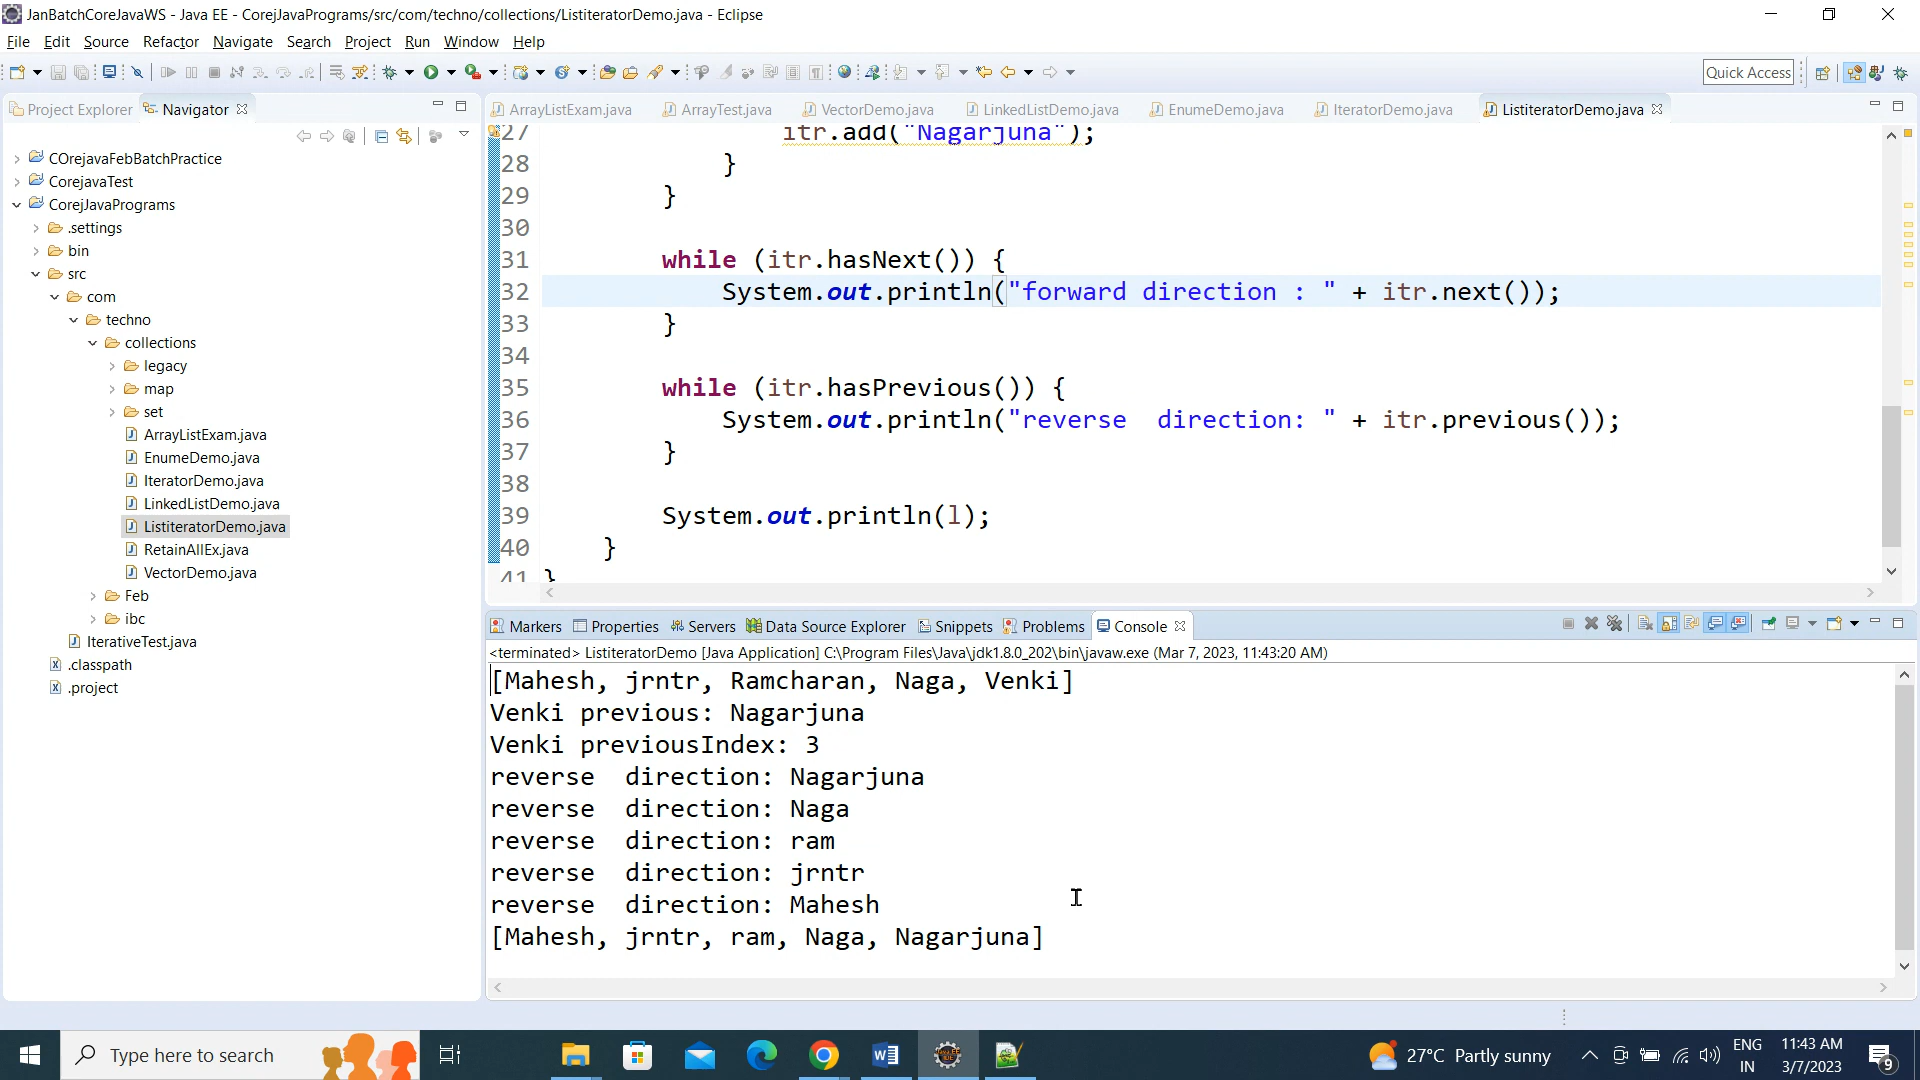 JanBatchCoreJavaWS - Java EE - CorejJavaPrograms/src/com/techno/collections/ListiteratorDemo.java - Eclipse
File Edit Source Refactor Navigate Search Project Run Window Help
Quick Access
Project Explorer Navigator
ArrayListExam.java ArrayTest.java VectorDemo.java LinkedListDemo.java EnumeDemo.java IteratorDemo.java ListiteratorDemo.java
COrejavaFebBatchPractice
CorejavaTest
CorejJavaPrograms
.settings
bin
src
com
techno
collections
legacy
map
set
ArrayListExam.java
EnumeDemo.java
IteratorDemo.java
LinkedListDemo.java
ListiteratorDemo.java
RetainAllEx.java
VectorDemo.java
Feb
ibc
IterativeTest.java
.classpath
.project
27 itr.add("Nagarjuna");
28 }
29 }
30
31 while (itr.hasNext()) {
32 System.out.println("forward direction : " + itr.next());
33 }
34
35 while (itr.hasPrevious()) {
36 System.out.println("reverse  direction: " + itr.previous());
37 }
38
39 System.out.println(l);
40 }
41 }
Markers Properties Servers Data Source Explorer Snippets Problems Console
<terminated> ListiteratorDemo [Java Application] C:\Program Files\Java\jdk1.8.0_202\bin\javaw.exe (Mar 7, 2023, 11:43:20 AM)
[Mahesh, jrntr, Ramcharan, Naga, Venki]
Venki previous: Nagarjuna
Venki previousIndex: 3
reverse  direction: Nagarjuna
reverse  direction: Naga
reverse  direction: ram
reverse  direction: jrntr
reverse  direction: Mahesh
[Mahesh, jrntr, ram, Naga, Nagarjuna]
Type here to search
27°C Partly sunny
ENG
IN
11:43 AM
3/7/2023
9